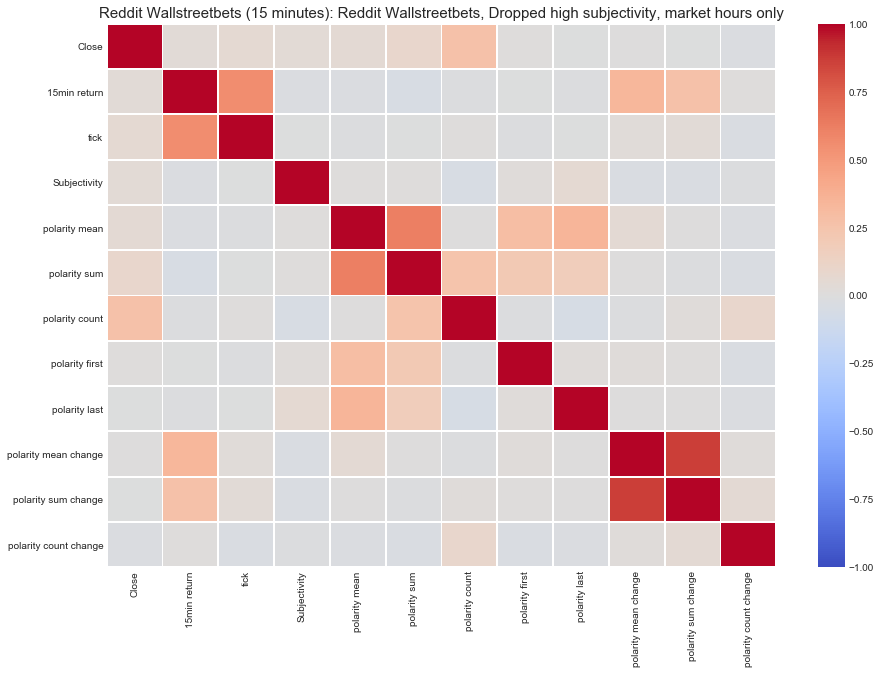 Reddit Wallstreetbets (15 minutes): Reddit Wallstreetbets, Dropped high subjectivity, market hours only
Close
15min return
tick
Subjectivity
polarity mean
polarity sum
polarity count
polarity first
polarity last
polarity mean change
polarity sum change
polarity count change
Close
15min return
tick
Subjectivity
polarity mean
polarity sum
polarity count
polarity first
polarity last
polarity mean change
polarity sum change
polarity count change
1.00
0.75
0.50
0.25
0.00
−0.25
−0.50
−0.75
−1.00